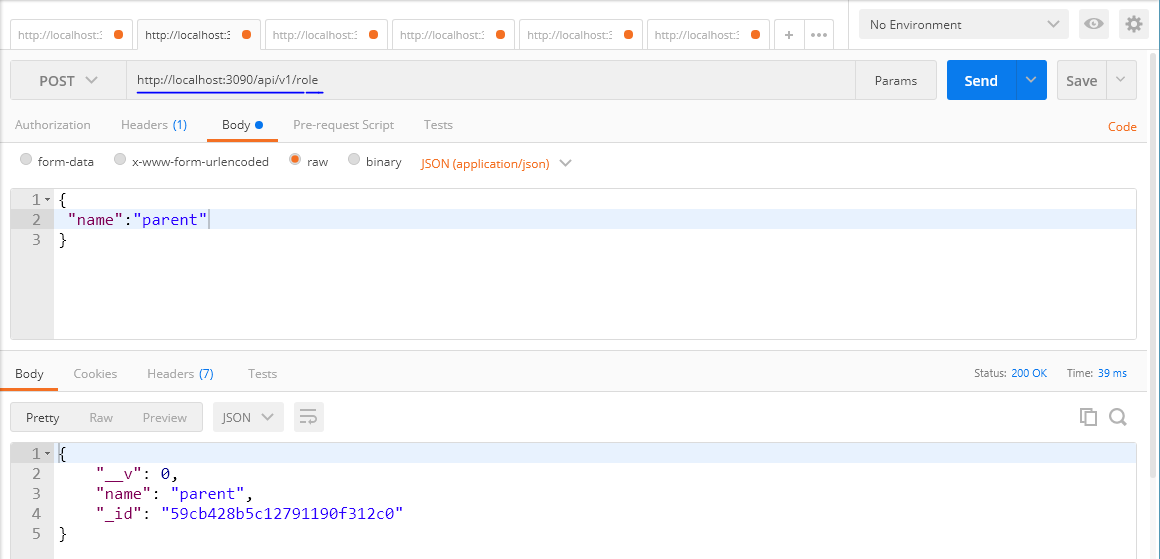 http://localhost:3 http://localhost:3 http://localhost:3 http://localhost:3 http://localhost:3 http://localhost:3 + ••• No Environment
POST http://localhost:3090/api/v1/role Params Send Save
Authorization Headers (1) Body Pre-request Script Tests Code
form-data x-www-form-urlencoded raw binary JSON (application/json)
1 {
2 "name":"parent"
3 }
Body Cookies Headers (7) Tests Status: 200 OK Time: 39 ms
Pretty Raw Preview JSON
1 {
2 "__v": 0,
3 "name": "parent",
4 "_id": "59cb428b5c12791190f312c0"
5 }